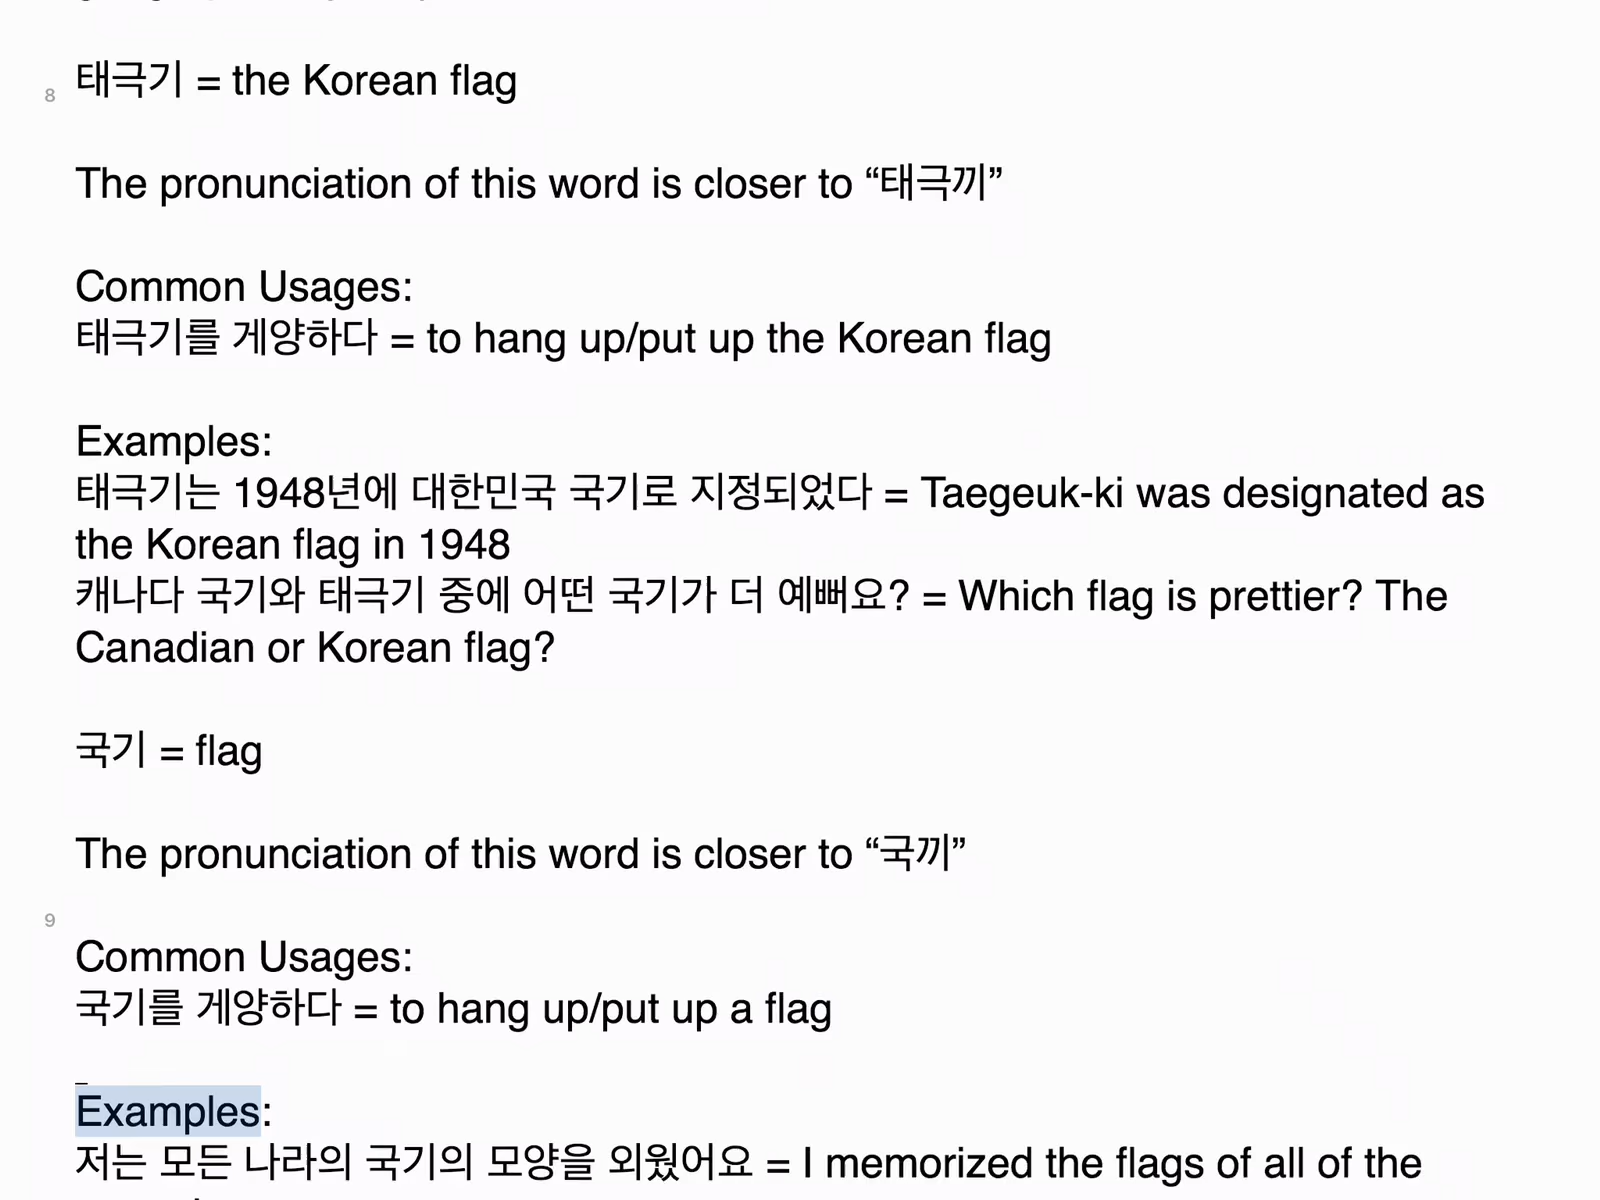 8
태극기 = the Korean flag
The pronunciation of this word is closer to “태극끼”
Common Usages:
태극기를 게양하다 = to hang up/put up the Korean flag
Examples:
태극기는 1948년에 대한민국 국기로 지정되었다 = Taegeuk-ki was designated as
the Korean flag in 1948
캐나다 국기와 태극기 중에 어떤 국기가 더 예뻐요? = Which flag is prettier? The
Canadian or Korean flag?
국기 = flag
The pronunciation of this word is closer to “국끼”
9
Common Usages:
국기를 게양하다 = to hang up/put up a flag
Examples:
저는 모든 나라의 국기의 모양을 외웠어요 = I memorized the flags of all of the